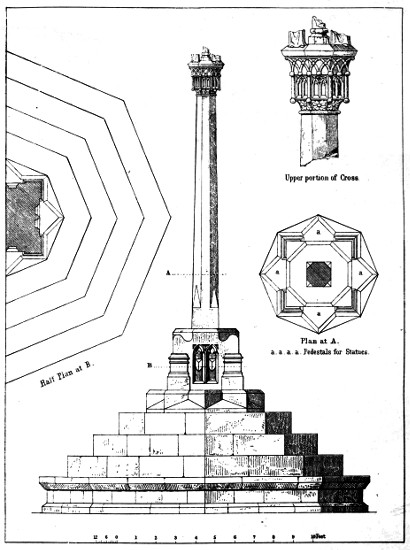 Upper portion of Cross.
A
a
a a
a
Plan at A.
a. a. a. a. Pedestals for Statues.
B
Half Plan at B.
12 6 0 1 2 3 4 5 6 7 8 9 10 Feet